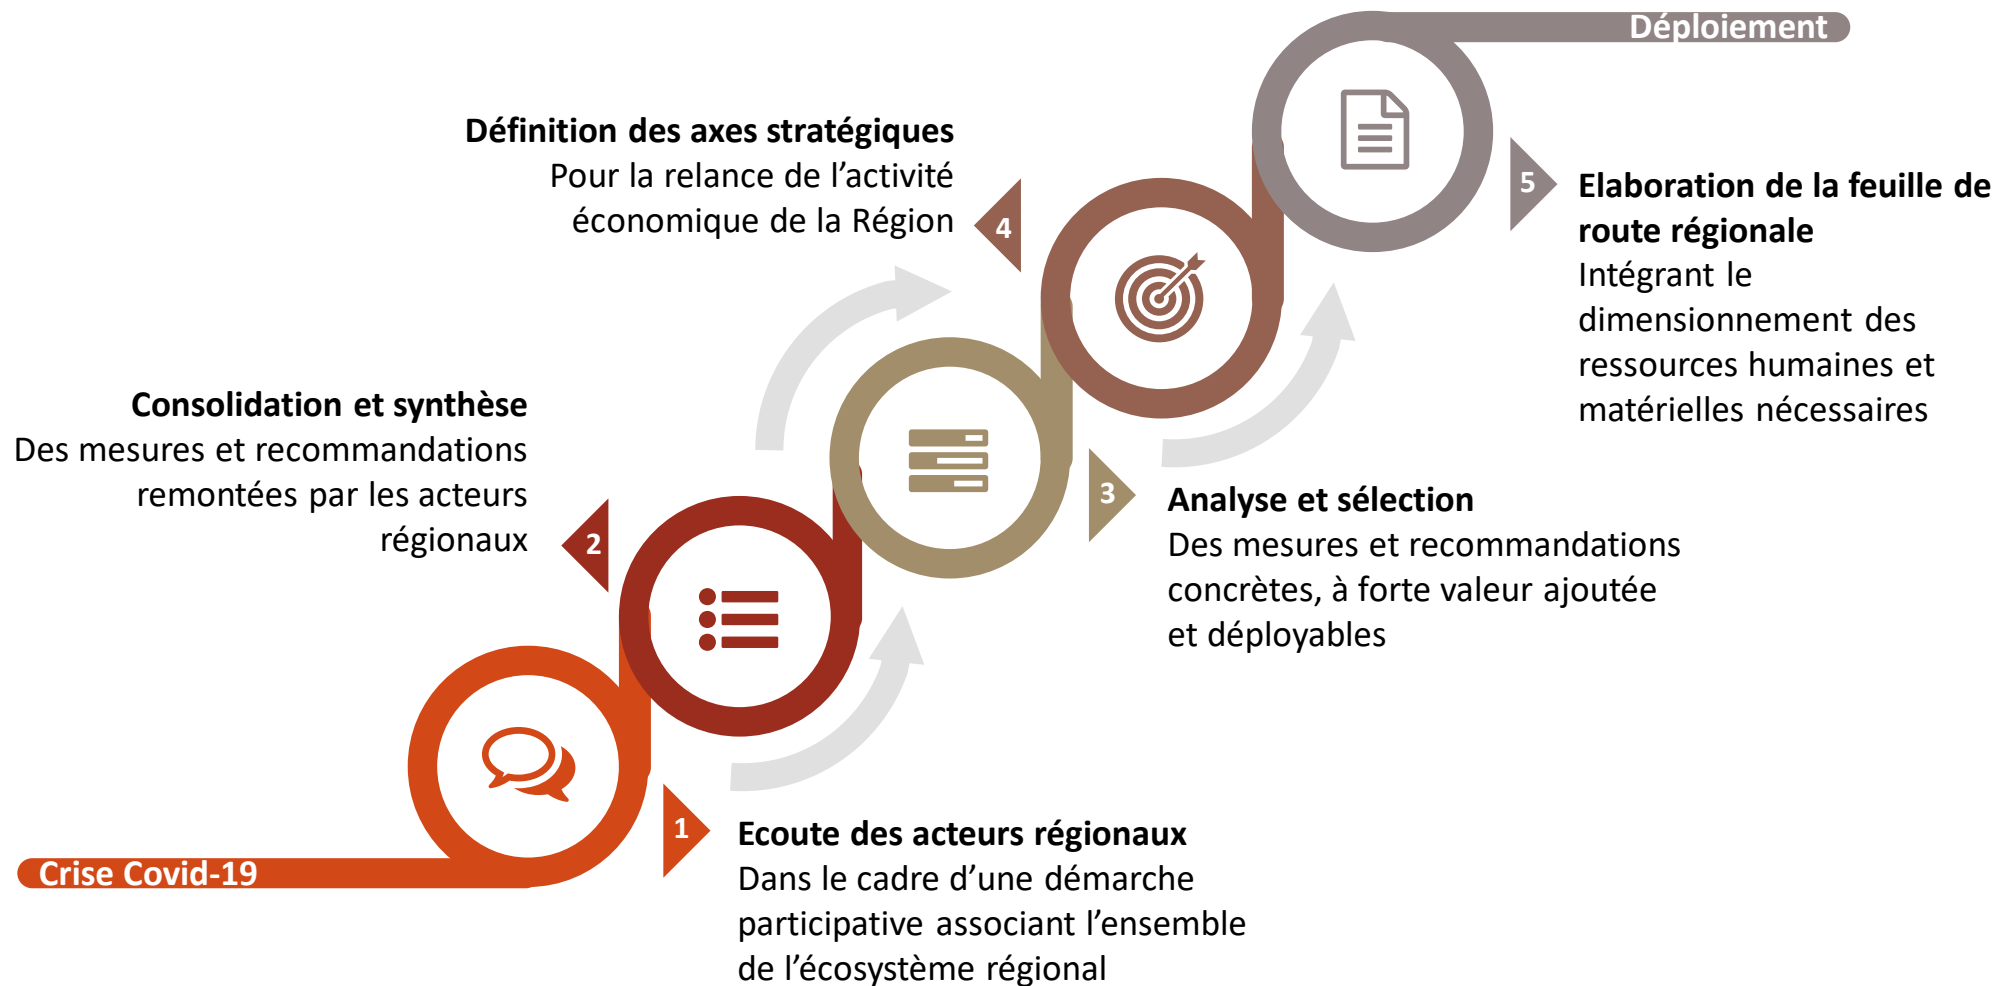 Déploiement
Définition des axes stratégiques
Pour la relance de l’activité
économique de la Région
4
5
Elaboration de la feuille de
route régionale
Intégrant le
dimensionnement des
ressources humaines et
matérielles nécessaires
Consolidation et synthèse
Des mesures et recommandations
remontées par les acteurs
régionaux
2
3
Analyse et sélection
Des mesures et recommandations
concrètes, à forte valeur ajoutée
et déployables
1
Ecoute des acteurs régionaux
Dans le cadre d’une démarche
participative associant l’ensemble
de l’écosystème régional
Crise Covid-19